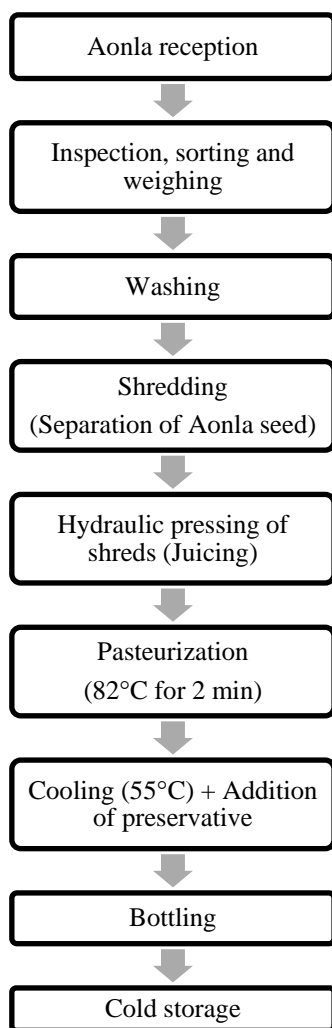 Aonla reception
Inspection, sorting and
weighing
Washing
Shredding
(Separation of Aonla seed)
Hydraulic pressing of
shreds (Juicing)
Pasteurization
(82°C for 2 min)
Cooling (55°C) + Addition
of preservative
Bottling
Cold storage